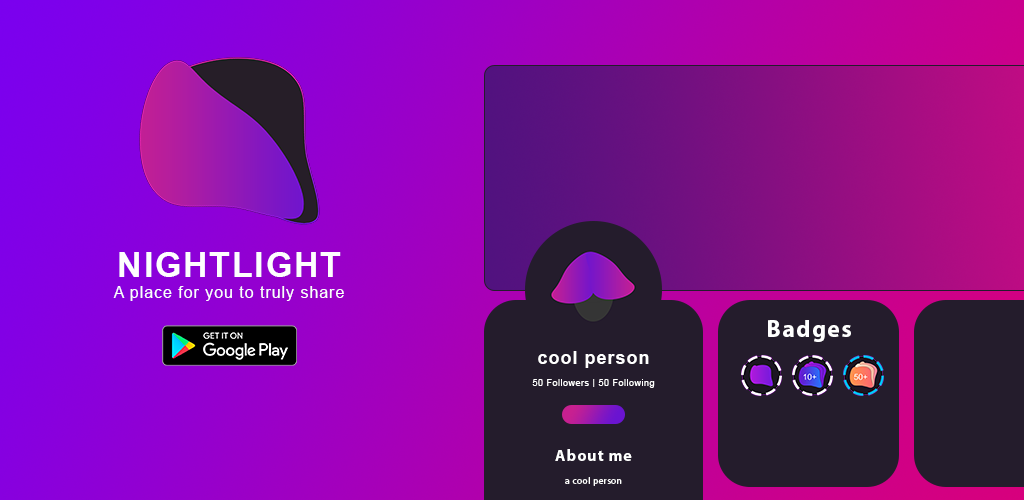 NIGHTLIGHT
A place for you to truly share
GET IT ON
Google Play
cool person
50 Followers | 50 Following
About me
a cool person
Badges
10+
50+